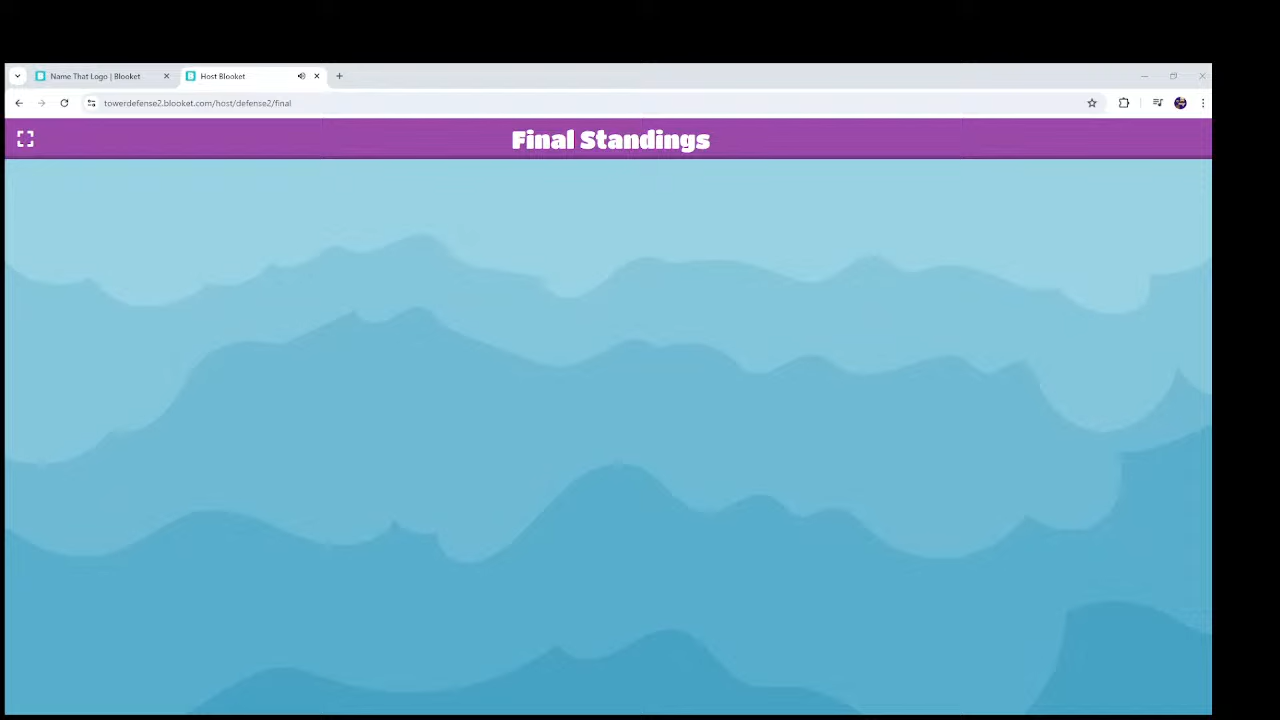 Name That Logo | Blooket
Host Blooket
towerdefense2.blooket.com/host/defense2/final
Final Standings